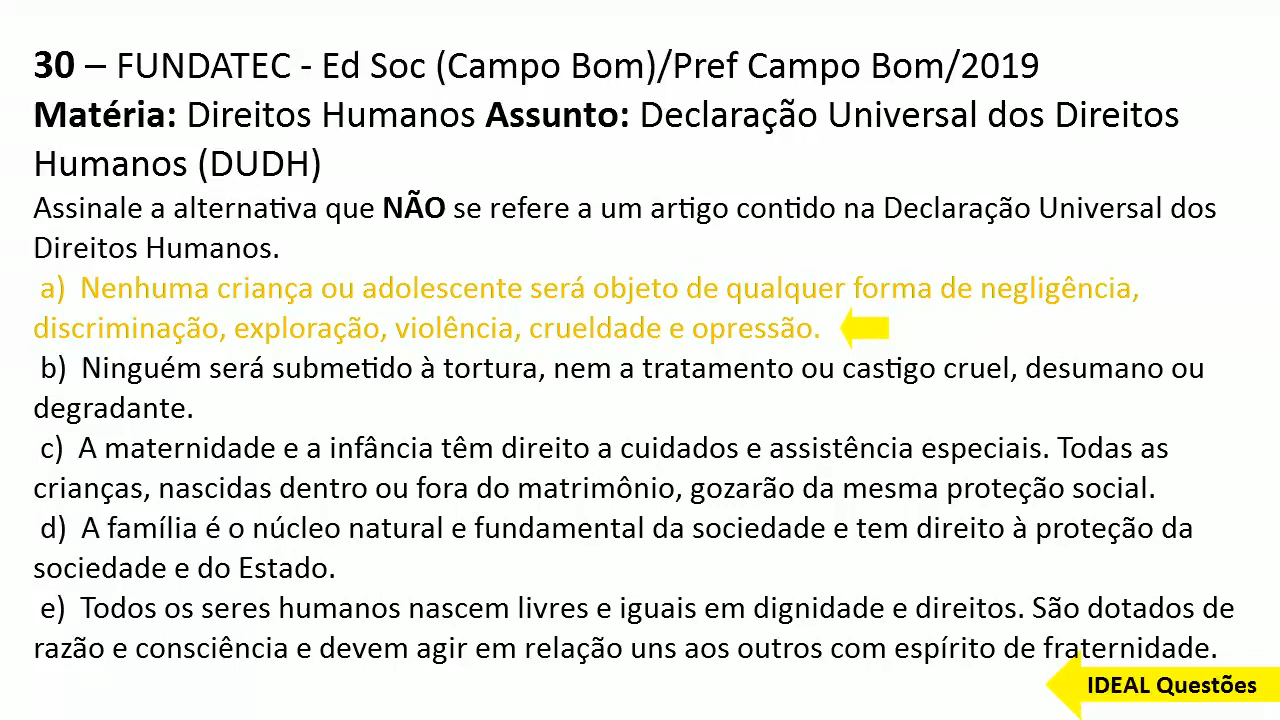 30 – FUNDATEC - Ed Soc (Campo Bom)/Pref Campo Bom/2019
Matéria: Direitos Humanos Assunto: Declaração Universal dos Direitos
Humanos (DUDH)
Assinale a alternativa que NÃO se refere a um artigo contido na Declaração Universal dos
Direitos Humanos.
a) Nenhuma criança ou adolescente será objeto de qualquer forma de negligência,
discriminação, exploração, violência, crueldade e opressão.
b) Ninguém será submetido à tortura, nem a tratamento ou castigo cruel, desumano ou
degradante.
c) A maternidade e a infância têm direito a cuidados e assistência especiais. Todas as
crianças, nascidas dentro ou fora do matrimônio, gozarão da mesma proteção social.
d) A família é o núcleo natural e fundamental da sociedade e tem direito à proteção da
sociedade e do Estado.
e) Todos os seres humanos nascem livres e iguais em dignidade e direitos. São dotados de
razão e consciência e devem agir em relação uns aos outros com espírito de fraternidade.
IDEAL Questões